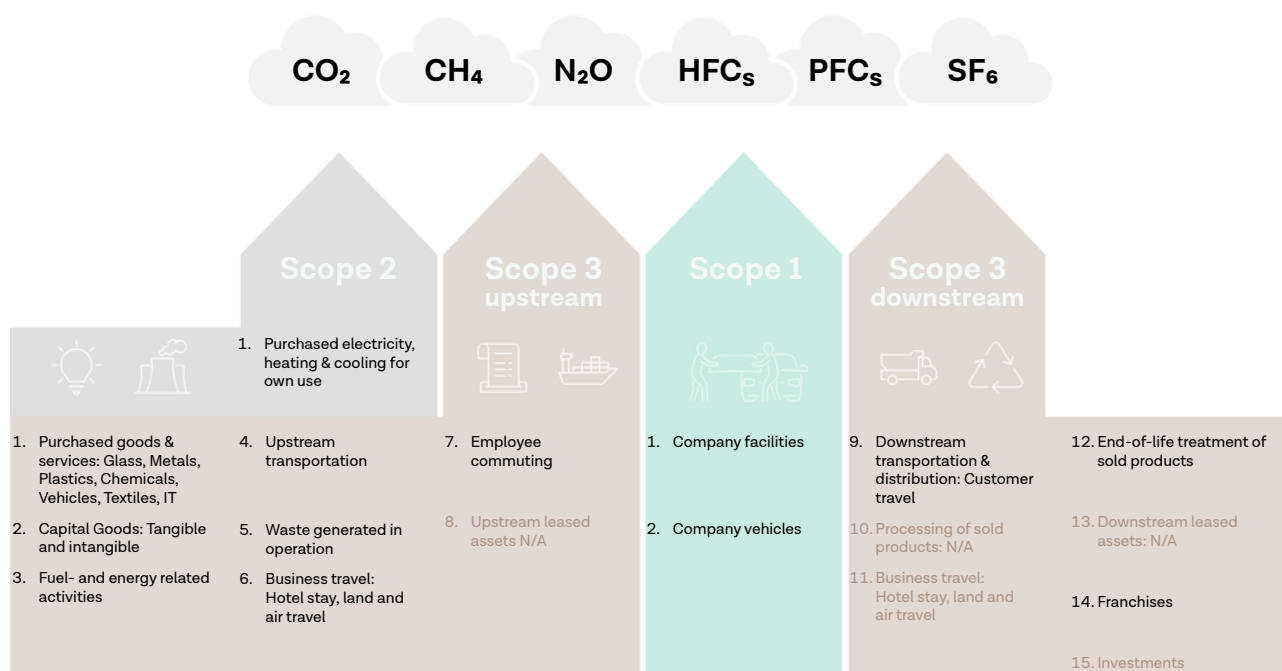 CO₂ CH₄ N₂O HFCs PFCs SF₆
Scope 2
1. Purchased electricity,
heating & cooling for
own use
Scope 3
upstream
Scope 1
Scope 3
downstream
1. Purchased goods &
services: Glass, Metals,
Plastics, Chemicals,
Vehicles, Textiles, IT
2. Capital Goods: Tangible
and intangible
3. Fuel- and energy related
activities
4. Upstream
transportation
5. Waste generated in
operation
6. Business travel:
Hotel stay, land and
air travel
7. Employee
commuting
8. Upstream leased
assets N/A
1. Company facilities
2. Company vehicles
9. Downstream
transportation &
distribution: Customer
travel
10. Processing of sold
products: N/A
11. Business travel:
Hotel stay, land and
air travel
12. End-of-life treatment of
sold products
13. Downstream leased
assets: N/A
14. Franchises
15. Investments